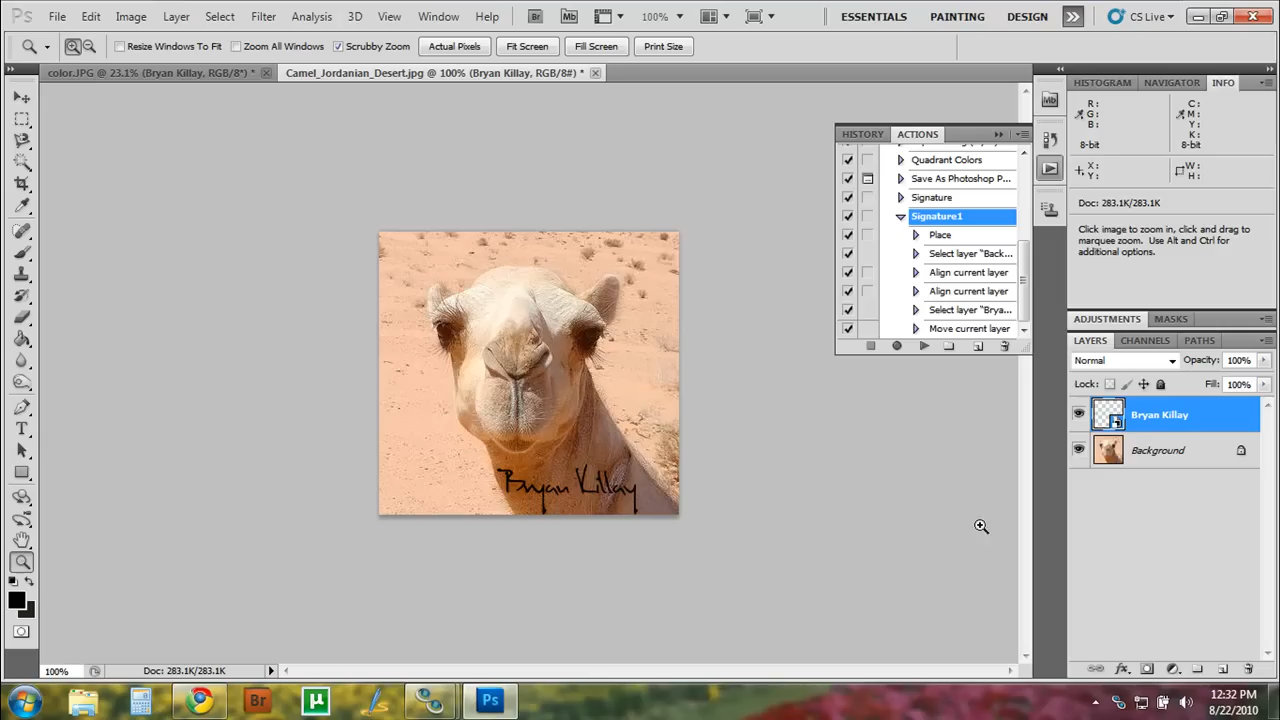 Ps File Edit Image Layer Select Filter Analysis 3D View Window Help Br Mb 100% ESSENTIALS PAINTING DESIGN CS Live
Resize Windows To Fit Zoom All Windows Scrubby Zoom Actual Pixels Fit Screen Fill Screen Print Size
color.JPG @ 23.1% (Bryan Killay, RGB/8*) * Camel_Jordanian_Desert.jpg @ 100% (Bryan Killay, RGB/8#) *
HISTOGRAM NAVIGATOR INFO
Mb
R: C:
G: M:
B: Y:
K:
8-bit 8-bit
X: W:
Y: H:
Doc: 283.1K/283.1K
Click image to zoom in, click and drag to
marquee zoom. Use Alt and Ctrl for
additional options.
HISTORY ACTIONS
Quadrant Colors
Save As Photoshop P...
Signature
Signature1
Place
Select layer "Back...
Align current layer
Align current layer
Select layer "Brya...
Move current layer
ADJUSTMENTS MASKS
LAYERS CHANNELS PATHS
Normal Opacity: 100%
Lock: Fill: 100%
Bryan Killay
Background
Bryan Killay
T
fx
100% Doc: 283.1K/283.1K
Br µ Ps
12:32 PM
8/22/2010